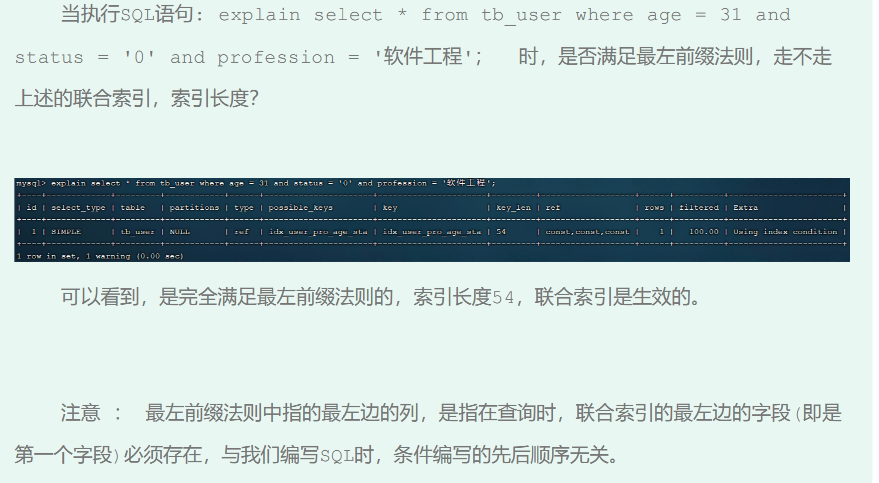 当执行SQL语句: explain select * from tb_user where age = 31 and
status = '0' and profession = '软件工程'; 时，是否满足最左前缀法则，走不走
上述的联合索引，索引长度？
mysql> explain select * from tb_user where age = 31 and status = '0' and profession = '软件工程';
+----+-------------+---------+------------+------+----------------------+----------------------+---------+-------------------+------+----------+-----------------------+
| id | select_type | table | partitions | type | possible_keys | key | key_len | ref | rows | filtered | Extra |
+----+-------------+---------+------------+------+----------------------+----------------------+---------+-------------------+------+----------+-----------------------+
| 1 | SIMPLE | tb_user | NULL | ref | idx_user_pro_age_sta | idx_user_pro_age_sta | 54 | const,const,const | 1 | 100.00 | Using index condition |
+----+-------------+---------+------------+------+----------------------+----------------------+---------+-------------------+------+----------+-----------------------+
1 row in set, 1 warning (0.00 sec)
可以看到，是完全满足最左前缀法则的，索引长度54，联合索引是生效的。
注意 ： 最左前缀法则中指的最左边的列，是指在查询时，联合索引的最左边的字段(即是
第一个字段)必须存在，与我们编写SQL时，条件编写的先后顺序无关。